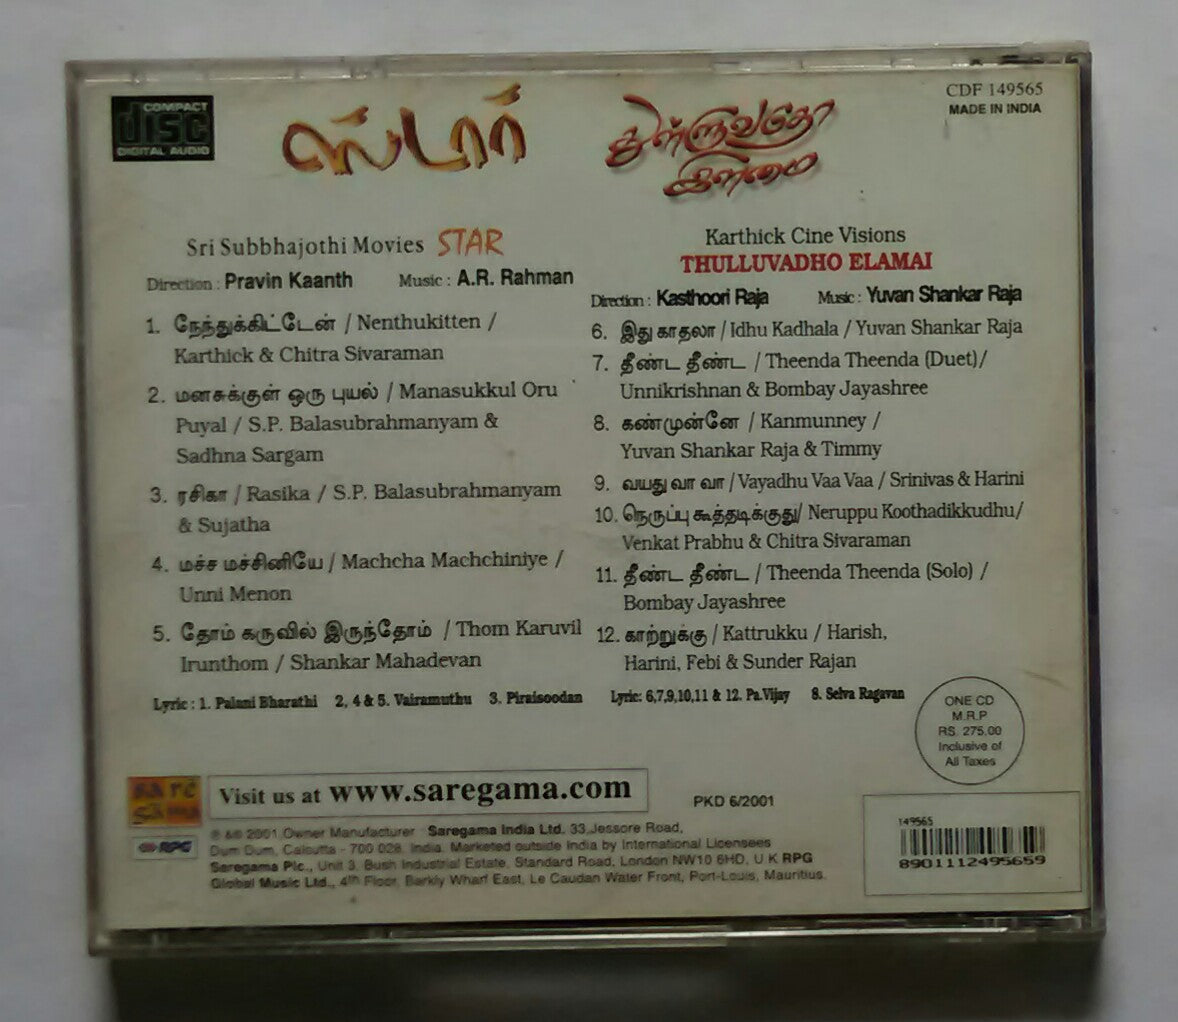 COMPACT
disc
DIGITAL AUDIO
ஸ்டார்
துள்ளுவதோ
இளமை
CDF 149565
MADE IN INDIA
Sri Subbhajothi Movies STAR
Direction : Pravin Kaanth Music : A.R. Rahman
1. நேந்துக்கிட்டேன் / Nenthukitten /
Karthick & Chitra Sivaraman
2. மனசுக்குள் ஒரு புயல் / Manasukkul Oru
Puyal / S.P. Balasubrahmanyam &
Sadhna Sargam
3. ரசிகா / Rasika / S.P. Balasubrahmanyam
& Sujatha
4. மச்ச மச்சினியே / Machcha Machchiniye /
Unni Menon
5. தோம் கருவில் இருந்தோம் / Thom Karuvil
Irunthom / Shankar Mahadevan
Lyric : 1. Palani Bharathi 2, 4 & 5. Vairamuthu 3. Piraisoodan
Karthick Cine Visions
THULLUVADHO ELAMAI
Direction : Kasthoori Raja Music : Yuvan Shankar Raja
6. இது காதலா / Idhu Kadhala / Yuvan Shankar Raja
7. தீண்ட தீண்ட / Theenda Theenda (Duet) /
Unnikrishnan & Bombay Jayashree
8. கண்முன்னே / Kanmunney /
Yuvan Shankar Raja & Timmy
9. வயது வா வா / Vayadhu Vaa Vaa / Srinivas & Harini
10. நெருப்பு கூத்தடிக்குது/ Neruppu Koothadikkudhu/
Venkat Prabhu & Chitra Sivaraman
11. தீண்ட தீண்ட / Theenda Theenda (Solo) /
Bombay Jayashree
12. காற்றுக்கு / Kattrukku / Harish,
Harini, Febi & Sunder Rajan
Lyric: 6,7,9,10,11 & 12. Pa.Vijay 8. Selva Ragavan
ONE CD
M.R.P
RS. 275.00
Inclusive of
All Taxes
sa re
gama
RPG
Visit us at www.saregama.com
PKD 6/2001
℗ && 2001 Owner Manufacturer : Saregama India Ltd. 33,Jessore Road,
Dum Dum, Calcutta - 700 028. India. Marketed outside India by International Licensees
Saregama Plc., Unit 3, Bush Industrial Estate, Standard Road, London NW10 6HD, U K RPG
Global Music Ltd., 4th Floor, Barkly Wharf East, Le Caudan Water Front, Port-Louis, Mauritius.
149565
8901112495659